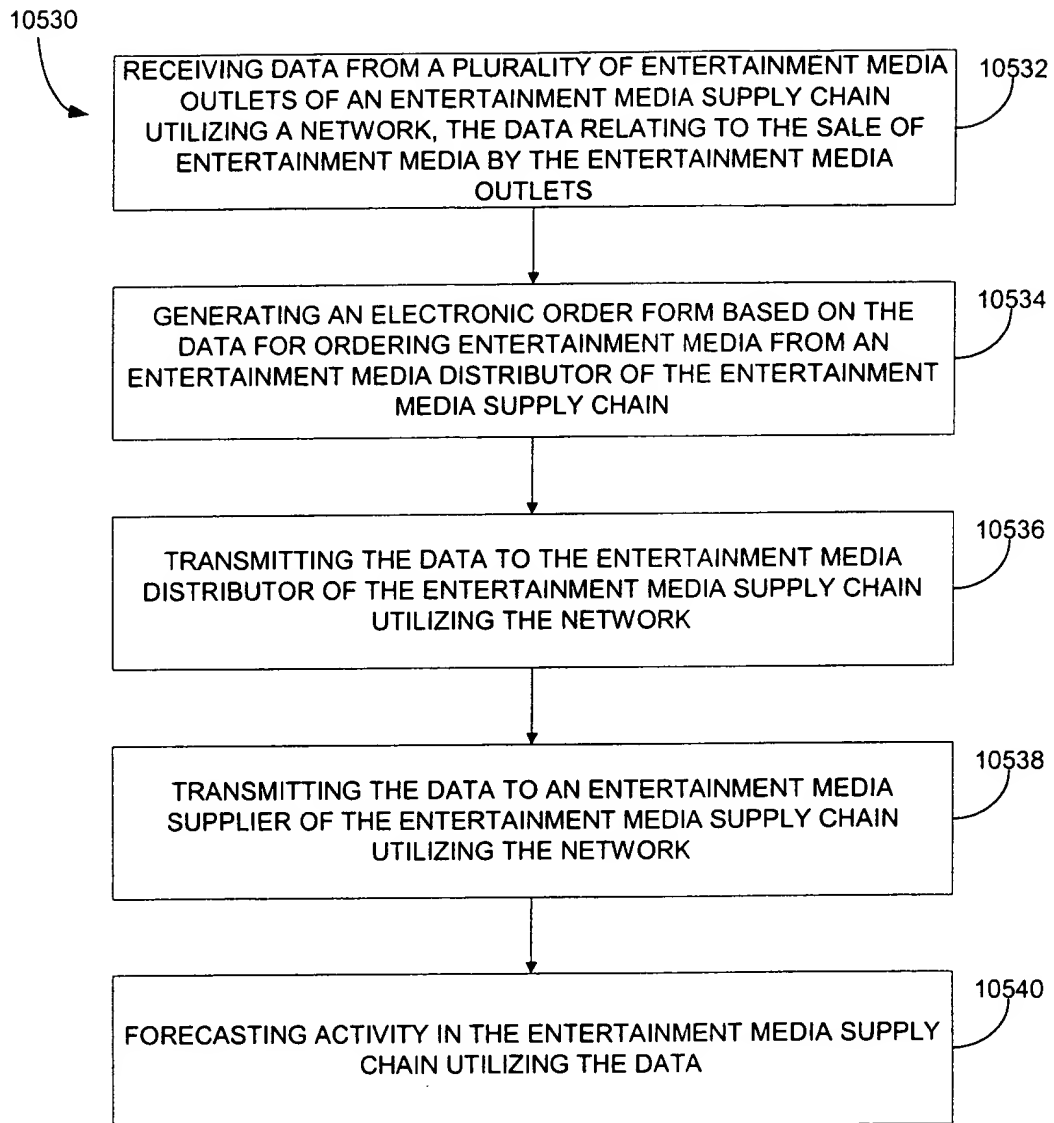 10530
RECEIVING DATA FROM A PLURALITY OF ENTERTAINMENT MEDIA
OUTLETS OF AN ENTERTAINMENT MEDIA SUPPLY CHAIN
UTILIZING A NETWORK, THE DATA RELATING TO THE SALE OF
ENTERTAINMENT MEDIA BY THE ENTERTAINMENT MEDIA
OUTLETS
10532
GENERATING AN ELECTRONIC ORDER FORM BASED ON THE
DATA FOR ORDERING ENTERTAINMENT MEDIA FROM AN
ENTERTAINMENT MEDIA DISTRIBUTOR OF THE ENTERTAINMENT
MEDIA SUPPLY CHAIN
10534
TRANSMITTING THE DATA TO THE ENTERTAINMENT MEDIA
DISTRIBUTOR OF THE ENTERTAINMENT MEDIA SUPPLY CHAIN
UTILIZING THE NETWORK
10536
TRANSMITTING THE DATA TO AN ENTERTAINMENT MEDIA
SUPPLIER OF THE ENTERTAINMENT MEDIA SUPPLY CHAIN
UTILIZING THE NETWORK
10538
FORECASTING ACTIVITY IN THE ENTERTAINMENT MEDIA SUPPLY
CHAIN UTILIZING THE DATA
10540